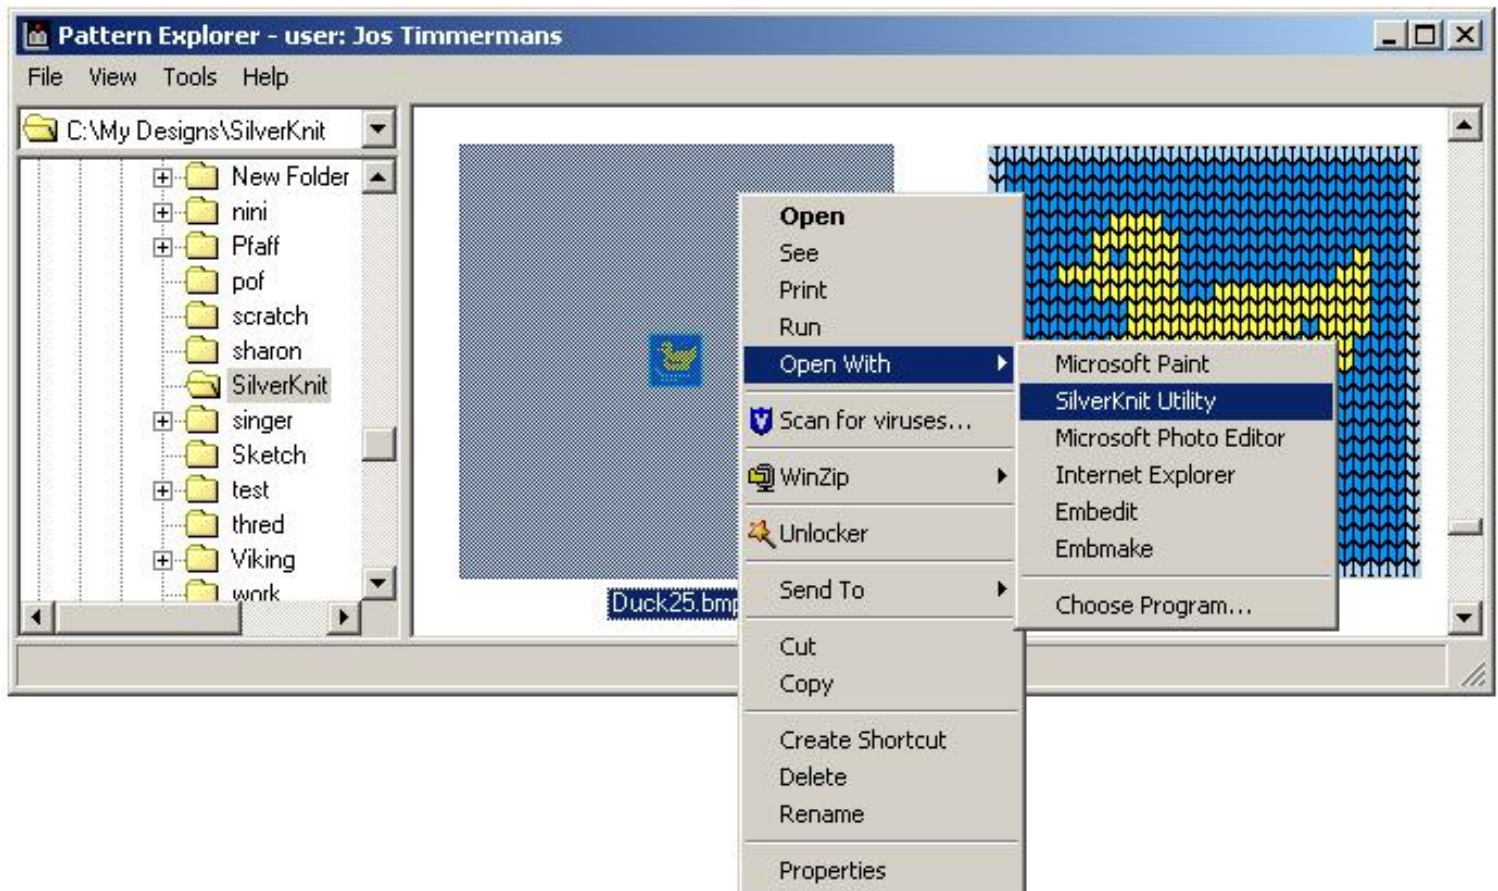 Pattern Explorer - user: Jos Timmermans
File View Tools Help
C:\My Designs\SilverKnit
New Folder
nini
Pfaff
pof
scratch
sharon
SilverKnit
singer
Sketch
test
thred
Viking
work
Duck25.bmp
Open
See
Print
Run
Open With
Scan for viruses...
WinZip
Unlocker
Send To
Cut
Copy
Create Shortcut
Delete
Rename
Properties
Microsoft Paint
SilverKnit Utility
Microsoft Photo Editor
Internet Explorer
Embedit
Embmake
Choose Program...